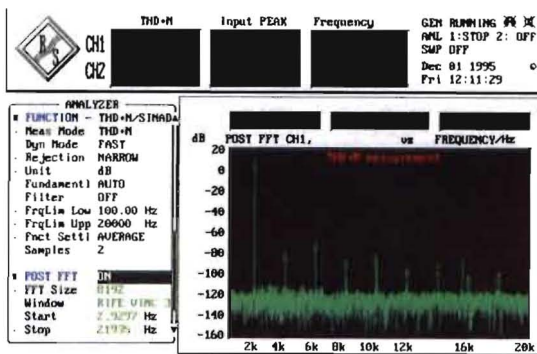 THD+N Input PEAK Frequency GEN RUNNING
R S CH1 ANL 1:STOP 2: OFF
SWP OFF
CH2 Dec 01 1995
Fri 12:11:29
ANALYZER
FUNCTION - THD+N/SINAD
Meas Mode THD+N
Dyn Mode FAST
Rejection NARROW
Unit dB
Fundamentl AUTO
Filter OFF
FrqLim Low 100.00 Hz
FrqLim Upp 20000 Hz
Fnct Settl AVERAGE
Samples 2
POST FFT ON
FFT Size 8192
Window
Start 2.9297 Hz
Stop 21935 Hz
dB POST FFT CH1, vs FREQUENCY/Hz
THD+N measurement
20
0
-20
-40
-60
-80
-100
-120
-140
-160
2k 4k 6k 8k 10k 12k 16k 20k